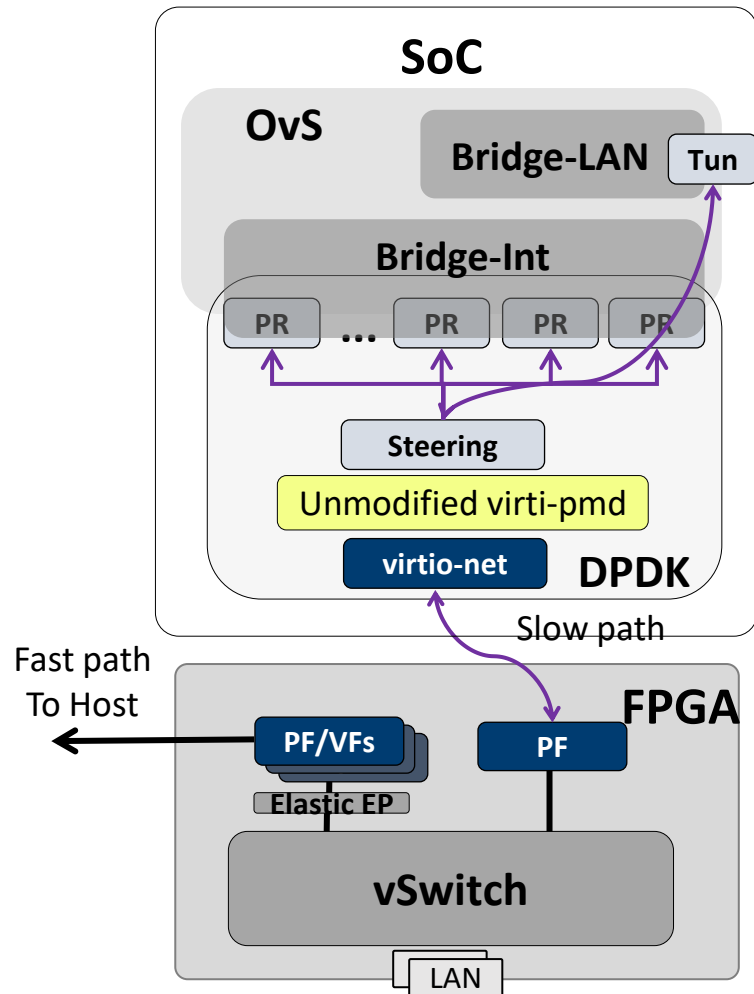 SoC
OvS
Bridge-LAN
Tun
Bridge-Int
PR
...
PR
PR
PR
Steering
Unmodified virti-pmd
virtio-net
DPDK
Slow path
Fast path
To Host
FPGA
PF/VFs
PF
Elastic EP
vSwitch
LAN